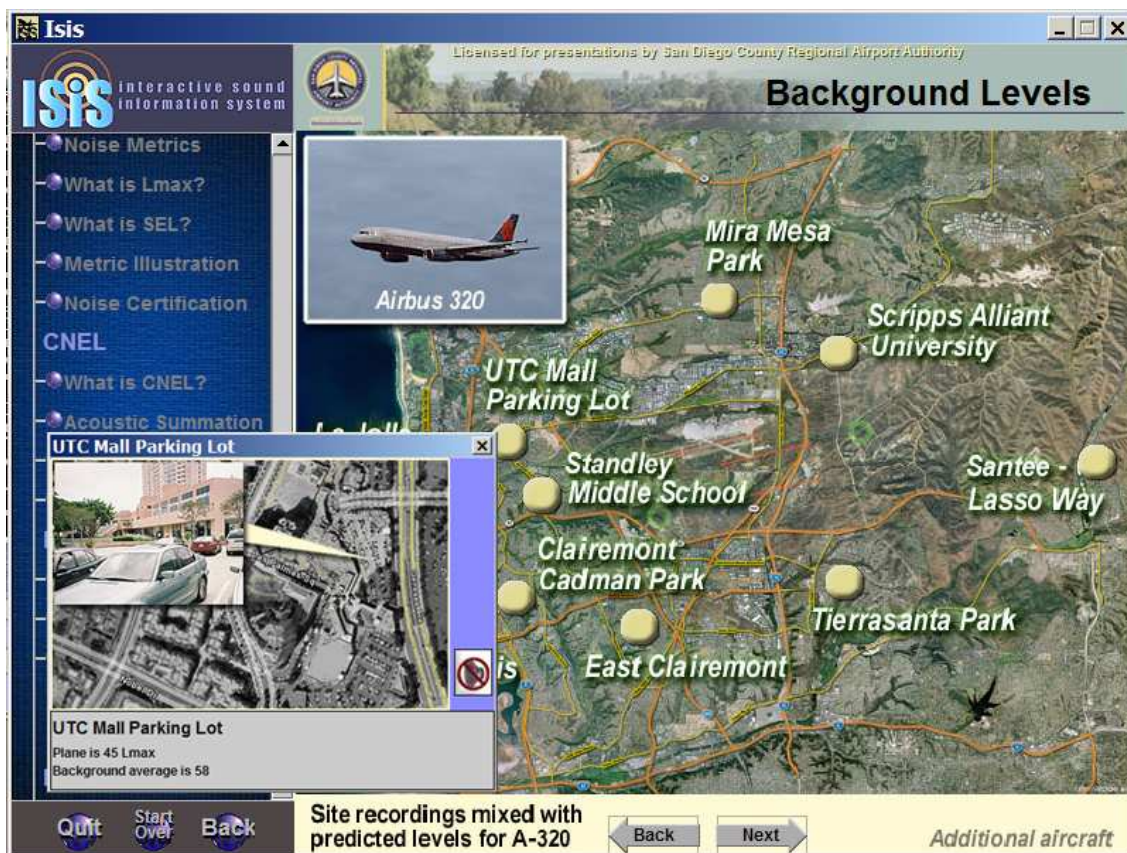 Isis
Licensed for presentations by San Diego County Regional Airport Authority
ISiS interactive sound
information system
Background Levels
Noise Metrics
What is Lmax?
What is SEL?
Metric Illustration
Noise Certification
CNEL
What is CNEL?
Acoustic Summation
Airbus 320
Mira Mesa
Park
Scripps Alliant
University
UTC Mall
Parking Lot
La Jolla
Standley
Middle School
Santee -
Lasso Way
Clairemont
Cadman Park
Tierrasanta Park
East Clairemont
is
UTC Mall Parking Lot
UTC Mall Parking Lot
Plane is 45 Lmax
Background average is 58
Quit
Start
Over
Back
Site recordings mixed with
predicted levels for A-320
Back
Next
Additional aircraft